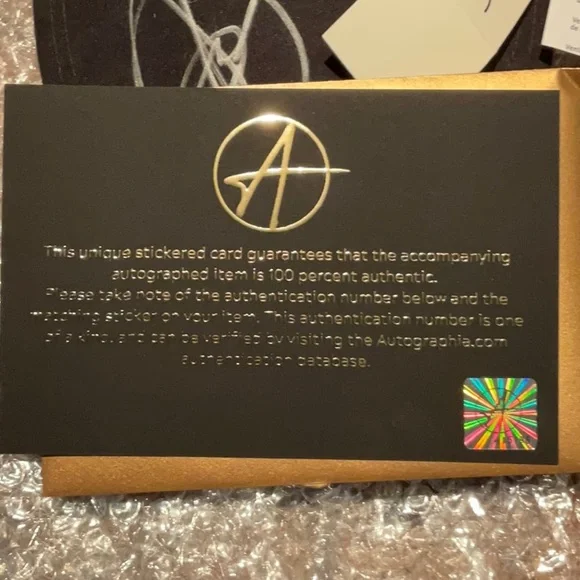 This unique stickered card guarantees that the accompanying
autographed item is 100 percent authentic.
Please take note of the authentication number below and the
matching sticker on your item. This authentication number is one
of a kind, and can be verified by visiting the Autographia.com
authentication database.